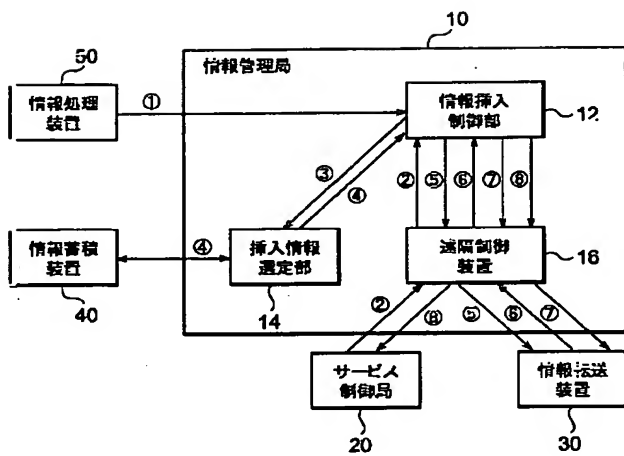 10
50
情報管理局
情報処理
装置
①
情報挿入
制御部
12
③
④
②
⑤
⑥
⑦
⑧
情報蓄積
装置
④
挿入情報
選定部
遠隔制御
装置
16
40
14
②
⑧
⑤
⑥
⑦
サービス
制御局
情報転送
装置
20
30